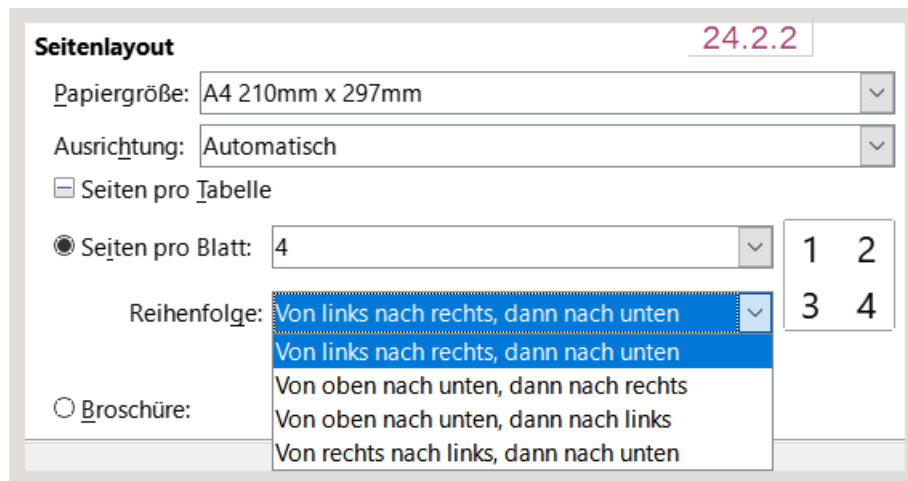 Seitenlayout 24.2.2
Papiergröße: A4 210mm x 297mm
Ausrichtung: Automatisch
Seiten pro Tabelle
Seiten pro Blatt: 4
1 2
3 4
Reihenfolge: Von links nach rechts, dann nach unten
Von links nach rechts, dann nach unten
Von oben nach unten, dann nach rechts
Von oben nach unten, dann nach links
Von rechts nach links, dann nach unten
Broschüre: